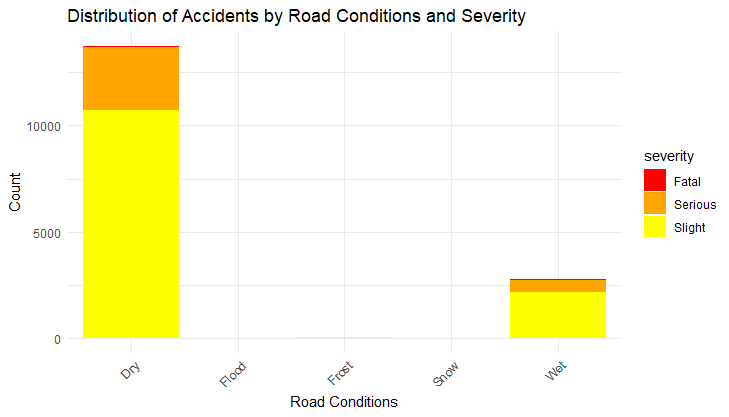 Distribution of Accidents by Road Conditions and Severity
Count
10000
5000
0
Dry
Flood
Frost
Snow
Wet
Road Conditions
severity
Fatal
Serious
Slight